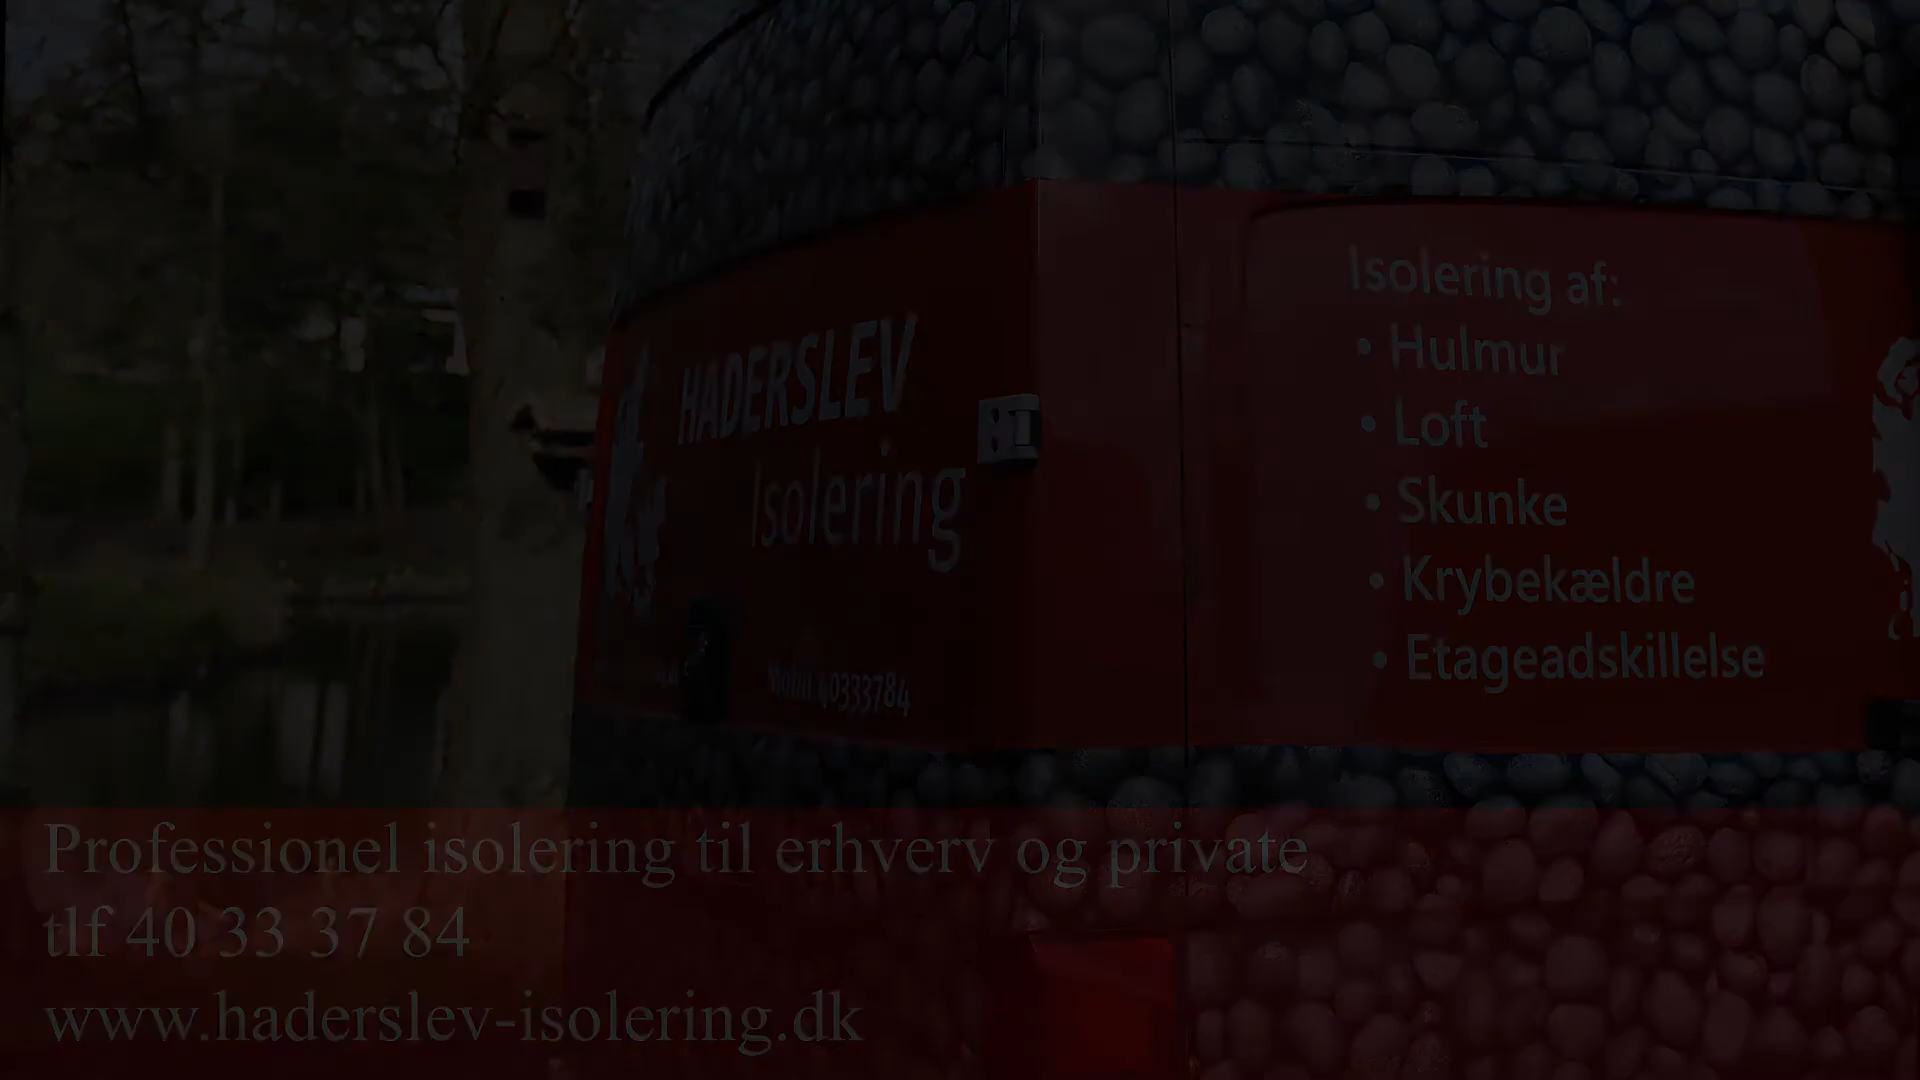 HADERSLEV
Isolering
Mobil 40333784
Isolering af:
• Hulmur
• Loft
• Skunke
• Krybekældre
• Etageadskillelse
Professionel isolering til erhverv og private
tlf 40 33 37 84
www.haderslev-isolering.dk